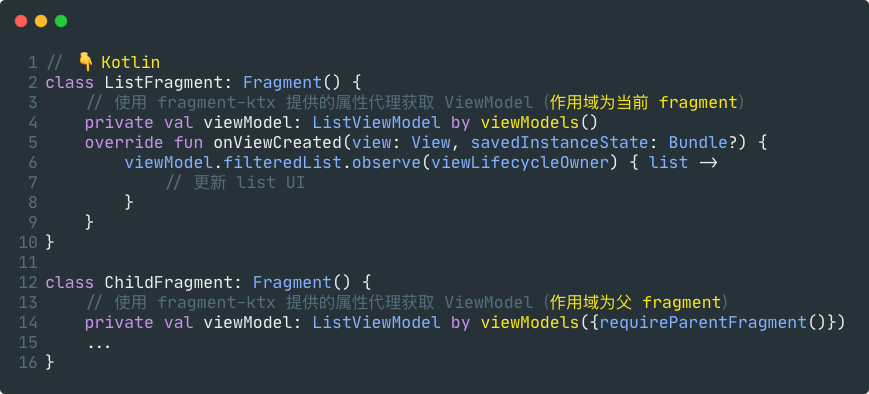 1 // 👇 Kotlin
2 class ListFragment: Fragment() {
3     // 使用 fragment-ktx 提供的属性代理获取 ViewModel（作用域为当前 fragment）
4     private val viewModel: ListViewModel by viewModels()
5     override fun onViewCreated(view: View, savedInstanceState: Bundle?) {
6         viewModel.filteredList.observe(viewLifecycleOwner) { list ->
7             // 更新 list UI
8         }
9     }
10 }
11
12 class ChildFragment: Fragment() {
13     // 使用 fragment-ktx 提供的属性代理获取 ViewModel（作用域为父 fragment）
14     private val viewModel: ListViewModel by viewModels({requireParentFragment()})
15     ...
16 }